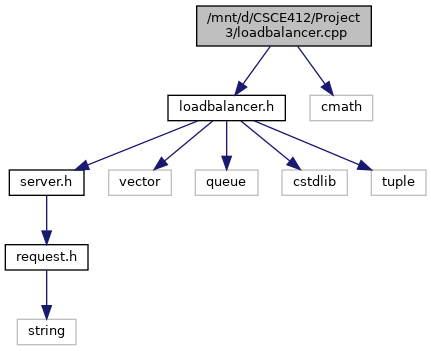 /mnt/d/CSCE412/Project
3/loadbalancer.cpp
loadbalancer.h
cmath
server.h
vector
queue
cstdlib
tuple
request.h
string